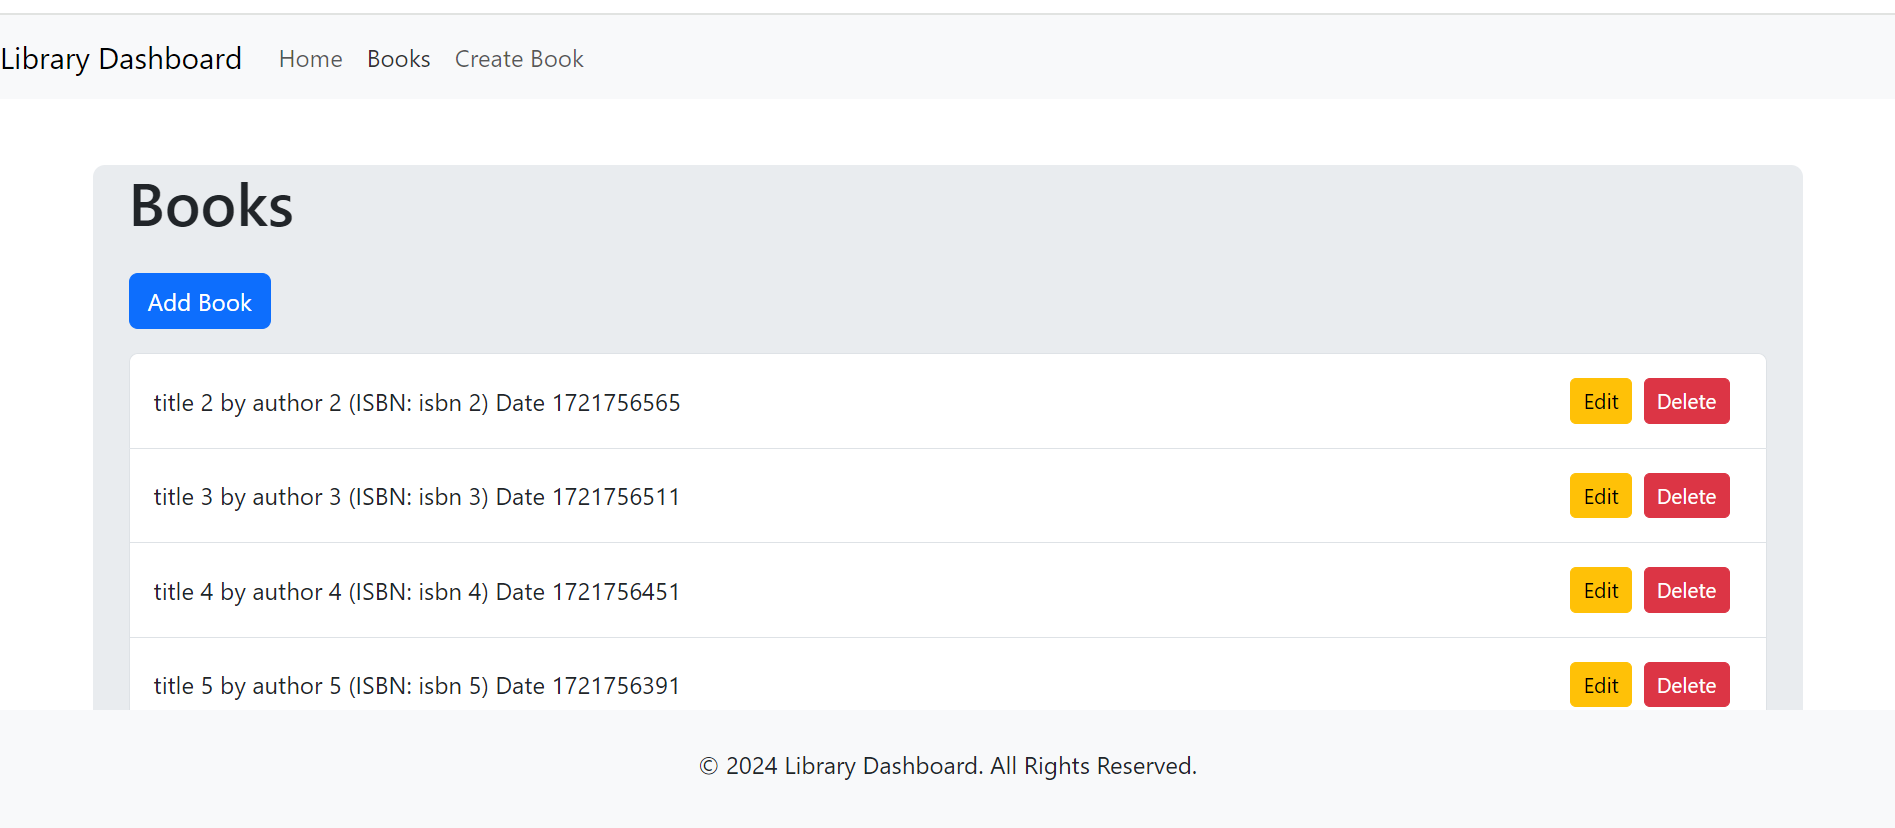 Library Dashboard Home Books Create Book
Books
Add Book
title 2 by author 2 (ISBN: isbn 2) Date 1721756565 Edit Delete
title 3 by author 3 (ISBN: isbn 3) Date 1721756511 Edit Delete
title 4 by author 4 (ISBN: isbn 4) Date 1721756451 Edit Delete
title 5 by author 5 (ISBN: isbn 5) Date 1721756391 Edit Delete
© 2024 Library Dashboard. All Rights Reserved.